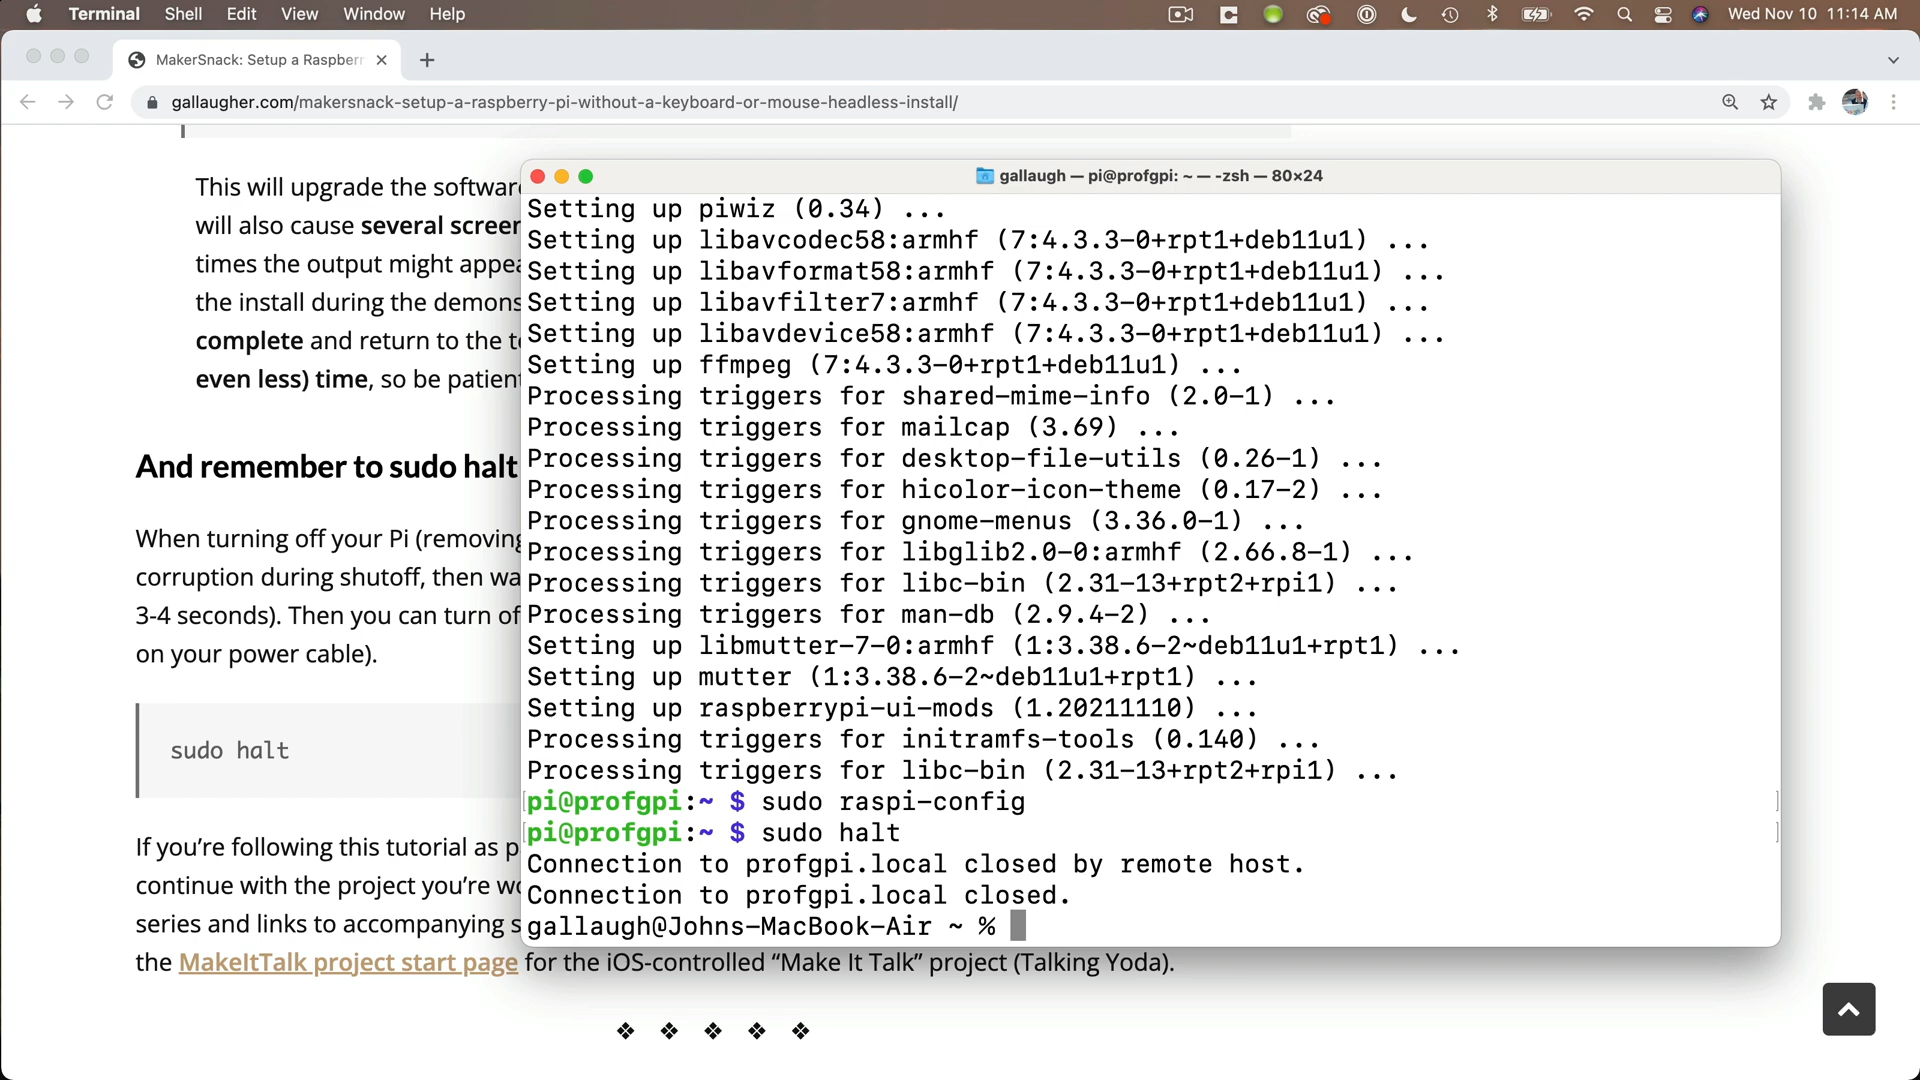 Terminal Shell Edit View Window Help Wed Nov 10 11:14 AM
MakerSnack: Setup a Raspberr
gallaugher.com/makersnack-setup-a-raspberry-pi-without-a-keyboard-or-mouse-headless-install/
This will upgrade the software
will also cause several screen
times the output might appea
the install during the demons
complete and return to the te
even less) time, so be patient
And remember to sudo halt
When turning off your Pi (removing
corruption during shutoff, then wa
3-4 seconds). Then you can turn of
on your power cable).
sudo halt
If you’re following this tutorial as p
continue with the project you’re wo
series and links to accompanying s
the MakeItTalk project start page for the iOS-controlled “Make It Talk” project (Talking Yoda).
❖ ❖ ❖ ❖ ❖
gallaugh — pi@profgpi: ~ — -zsh — 80×24
Setting up piwiz (0.34) ...
Setting up libavcodec58:armhf (7:4.3.3-0+rpt1+deb11u1) ...
Setting up libavformat58:armhf (7:4.3.3-0+rpt1+deb11u1) ...
Setting up libavfilter7:armhf (7:4.3.3-0+rpt1+deb11u1) ...
Setting up libavdevice58:armhf (7:4.3.3-0+rpt1+deb11u1) ...
Setting up ffmpeg (7:4.3.3-0+rpt1+deb11u1) ...
Processing triggers for shared-mime-info (2.0-1) ...
Processing triggers for mailcap (3.69) ...
Processing triggers for desktop-file-utils (0.26-1) ...
Processing triggers for hicolor-icon-theme (0.17-2) ...
Processing triggers for gnome-menus (3.36.0-1) ...
Processing triggers for libglib2.0-0:armhf (2.66.8-1) ...
Processing triggers for libc-bin (2.31-13+rpt2+rpi1) ...
Processing triggers for man-db (2.9.4-2) ...
Setting up libmutter-7-0:armhf (1:3.38.6-2~deb11u1+rpt1) ...
Setting up mutter (1:3.38.6-2~deb11u1+rpt1) ...
Setting up raspberrypi-ui-mods (1.20211110) ...
Processing triggers for initramfs-tools (0.140) ...
Processing triggers for libc-bin (2.31-13+rpt2+rpi1) ...
[pi@profgpi:~ $ sudo raspi-config ]
[pi@profgpi:~ $ sudo halt ]
Connection to profgpi.local closed by remote host.
Connection to profgpi.local closed.
gallaugh@Johns-MacBook-Air ~ %